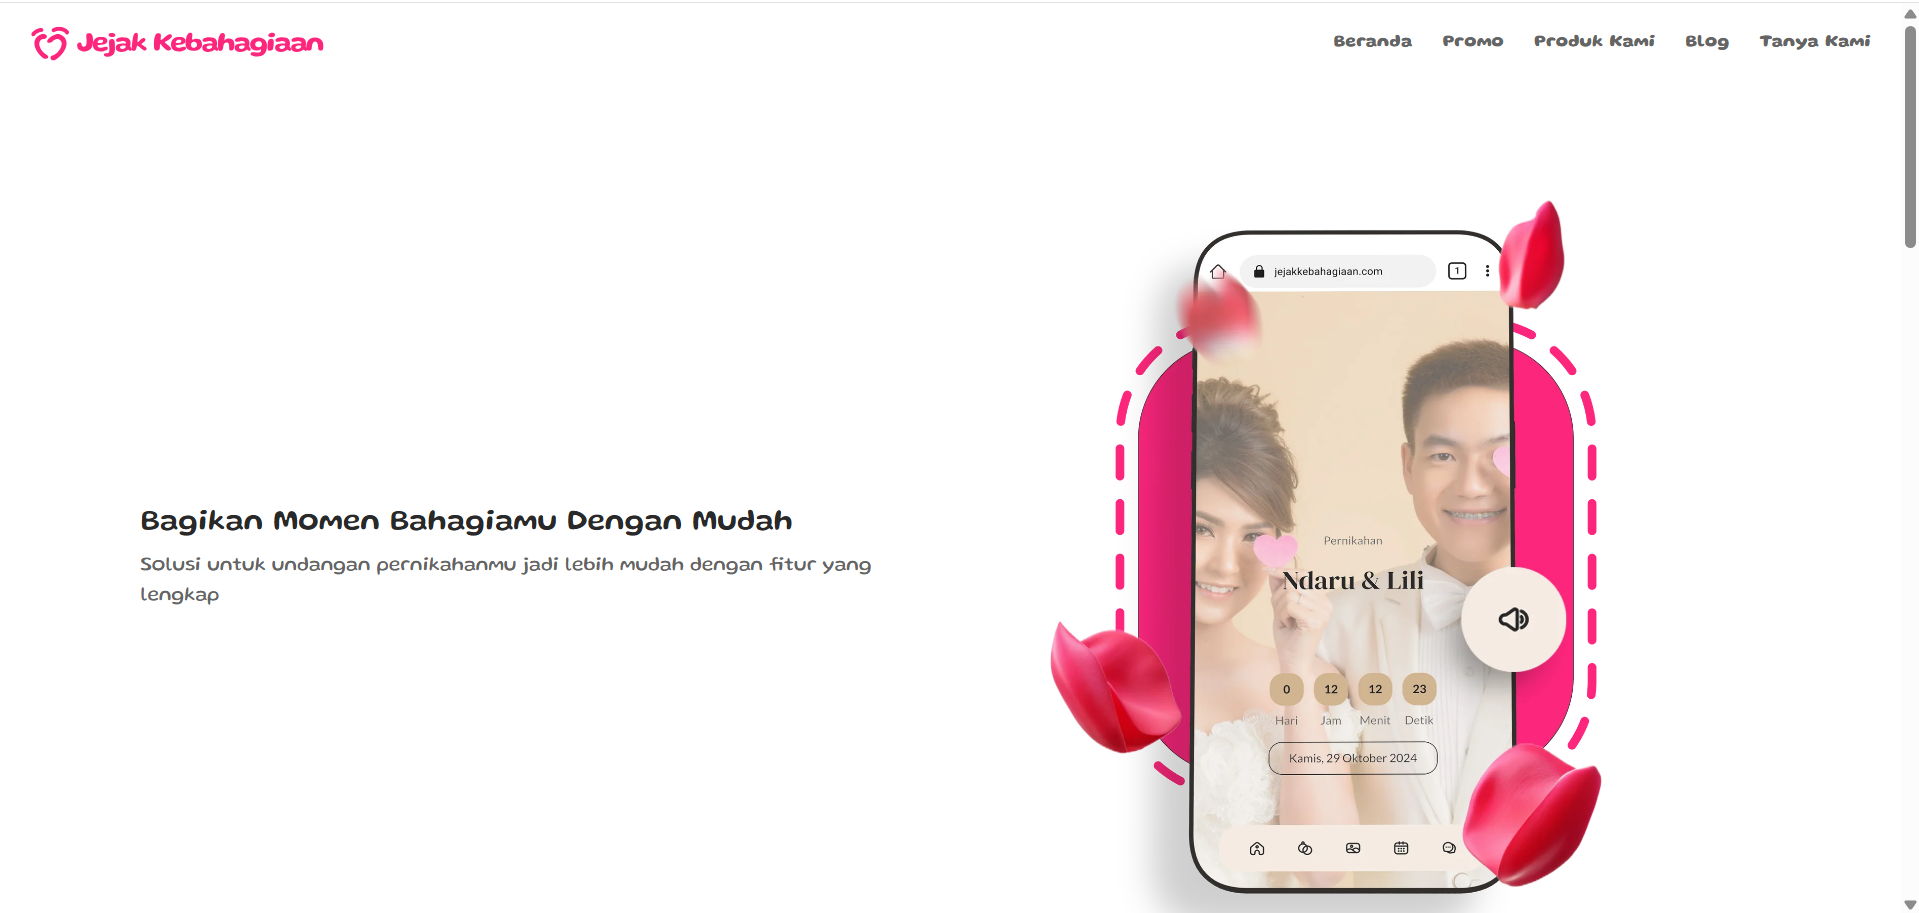 Jejak Kebahagiaan
Beranda Promo Produk Kami Blog Tanya Kami
jejakkebahagiaan.com 1
Bagikan Momen Bahagiamu Dengan Mudah
Solusi untuk undangan pernikahanmu jadi lebih mudah dengan fitur yang
lengkap
Pernikahan
Ndaru & Lili
0 12 12 23
Hari Jam Menit Detik
Kamis, 29 Oktober 2024